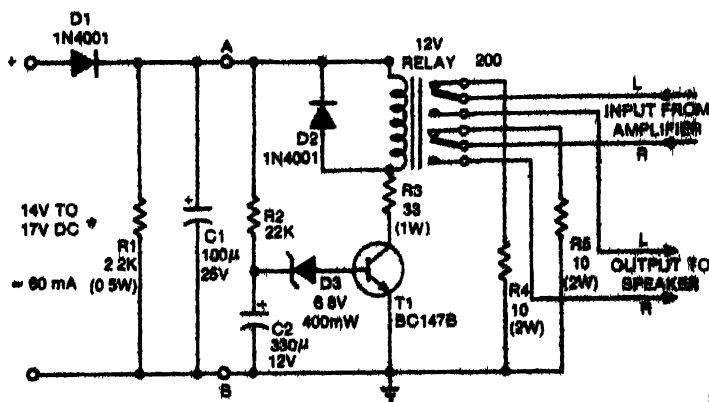 D1
1N4001
+
A
12V
RELAY
200
L
INPUT FROM
AMPLIFIER
R
D2
1N4001
R3
33
(1W)
14V TO
17V DC *
≈ 60 mA
R1
2 2K
(0 5W)
+
C1
100μ
25V
R2
22K
D3
6 8V
400mW
T1
BC147B
+
C2
330μ
12V
R4
10
(2W)
R5
10
(2W)
L
OUTPUT TO
SPEAKER
R
B